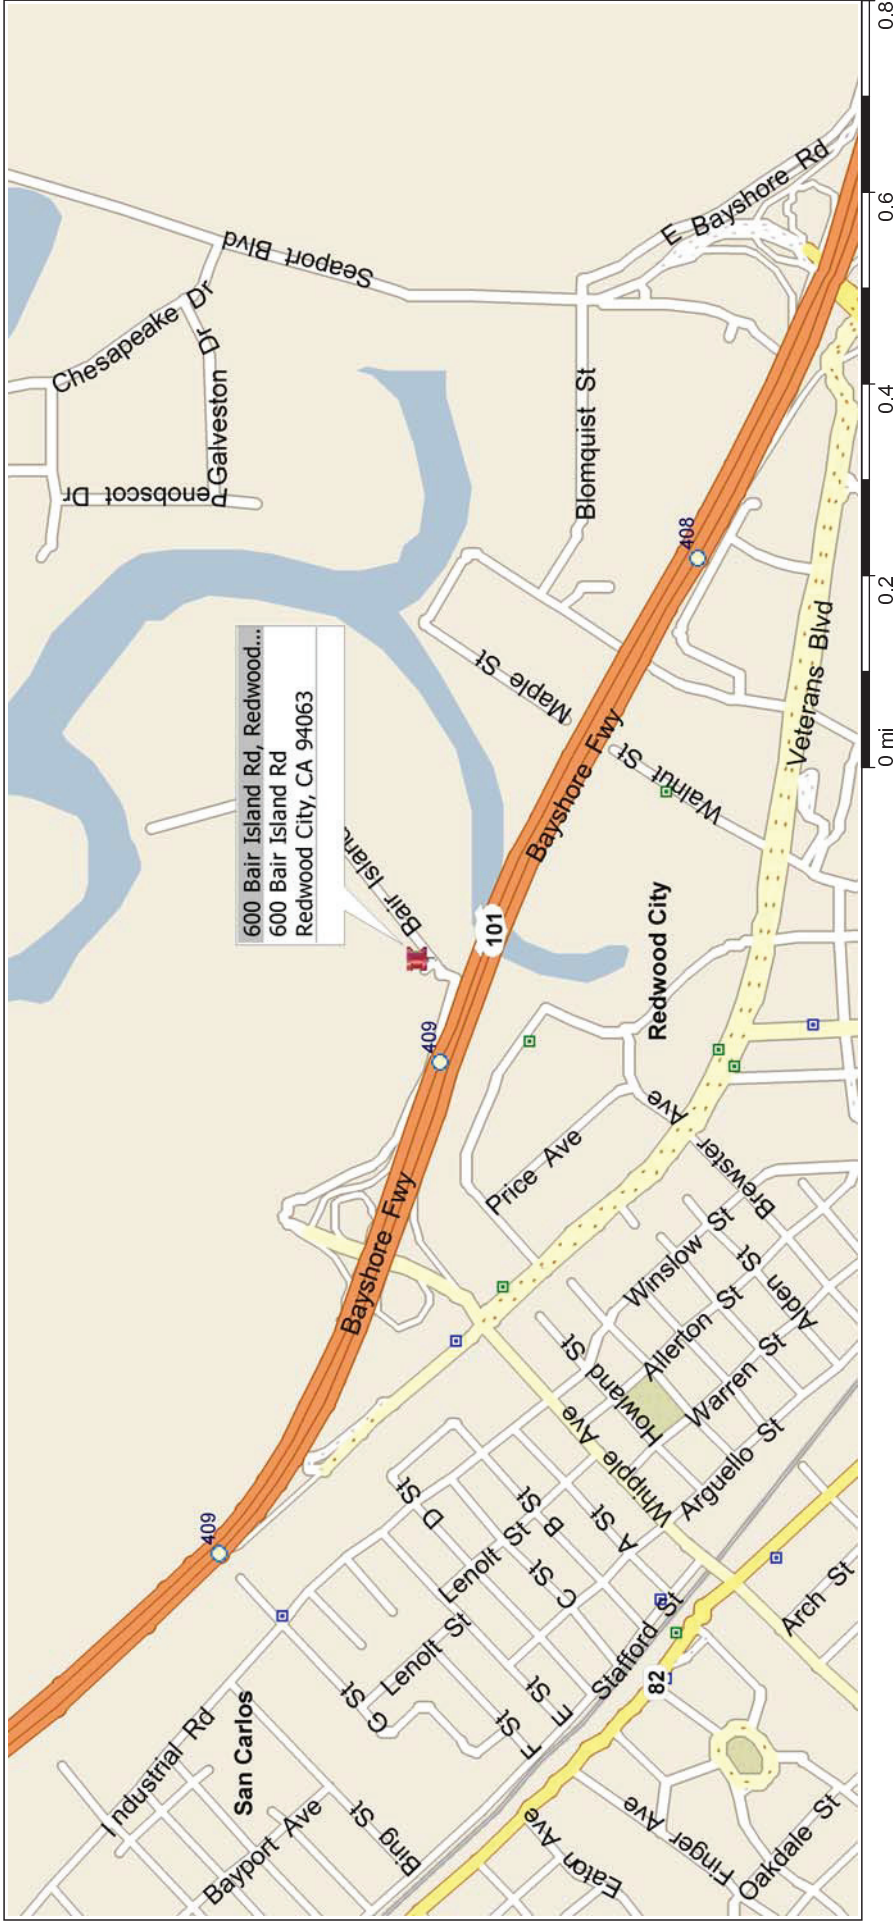 600 Bair Island Rd, Redwood...
600 Bair Island Rd
Redwood City, CA 94063
Chesapeake Dr
Seaport Blvd
Galveston Dr
Penobscot Dr
E Bayshore Rd
Blomquist St
408
Maple St
Bayshore Fwy
Walnut St
Veterans Blvd
Bair Island
101
Redwood City
409
Bayshore Fwy
Price Ave
Brewster Ave
Winslow St
Allerton St
Alden St
Warren St
Howland St
Whipple Ave
Arguello St
409
D St
B St
A St
Lenolt St
C St
Lenolt St
G St
E St
F St
Stafford St
82
Arch St
Industrial Rd
San Carlos
Bayport Ave
Bing St
Eaton Ave
Finger Ave
Oakdale St
0 mi
0.2
0.4
0.6
0.8